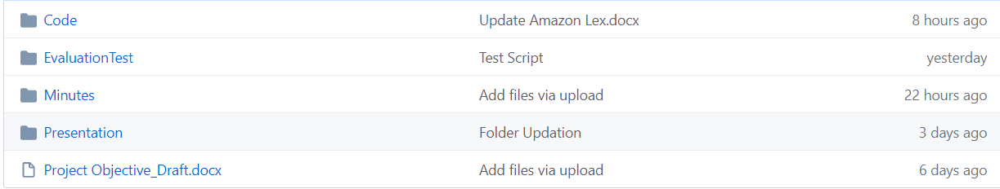 Code Update Amazon Lex.docx 8 hours ago
EvaluationTest Test Script yesterday
Minutes Add files via upload 22 hours ago
Presentation Folder Updation 3 days ago
Project Objective_Draft.docx Add files via upload 6 days ago